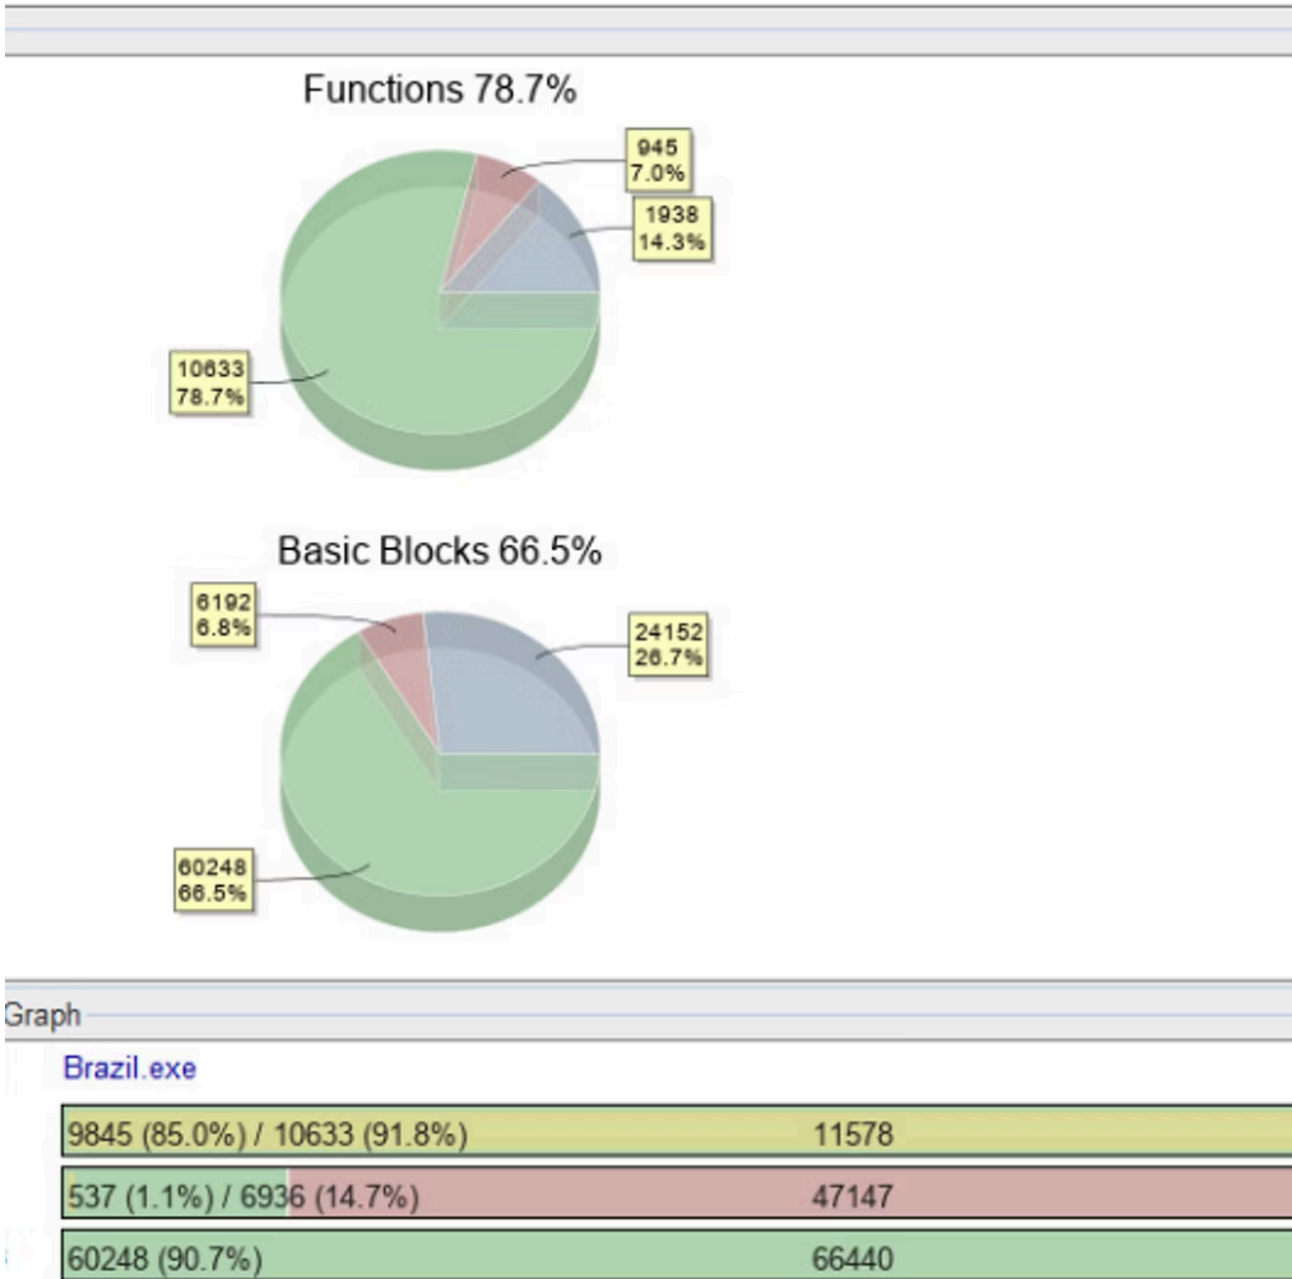 Functions 78.7%
945
7.0%
1938
14.3%
10633
78.7%
Basic Blocks 66.5%
6192
6.8%
24152
26.7%
60248
66.5%
Graph
Brazil.exe
9845 (85.0%) / 10633 (91.8%) 11578
537 (1.1%) / 6936 (14.7%) 47147
60248 (90.7%) 66440